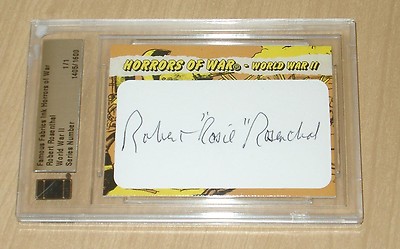 HORRORS OF WAR® - WORLD WAR II
Robert "Rosie" Rosenthal
Famous Fabrics Ink Horrors of War
Robert Rosenthal
World War II
Series Number
1/1
1405/1600